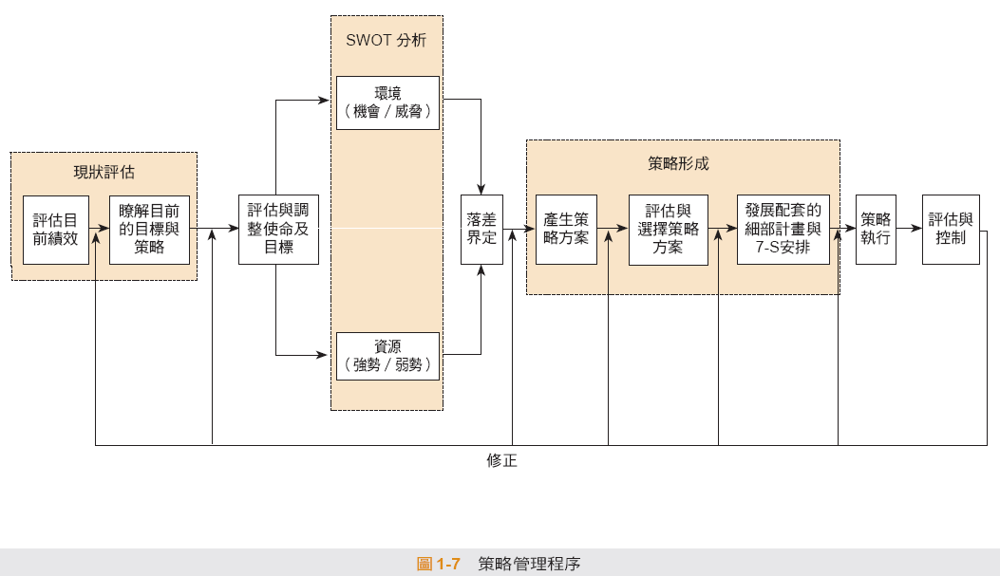 現狀評估
評估目
前績效
瞭解目前
的目標與
策略
評估與調
整使命及
目標
SWOT 分析
環境
（機會 / 威脅）
資源
（強勢 / 弱勢）
落差
界定
策略形成
產生策
略方案
評估與
選擇策略
方案
發展配套的
細部計畫與
7-S安排
策略
執行
評估與
控制
修正
圖 1-7 策略管理程序